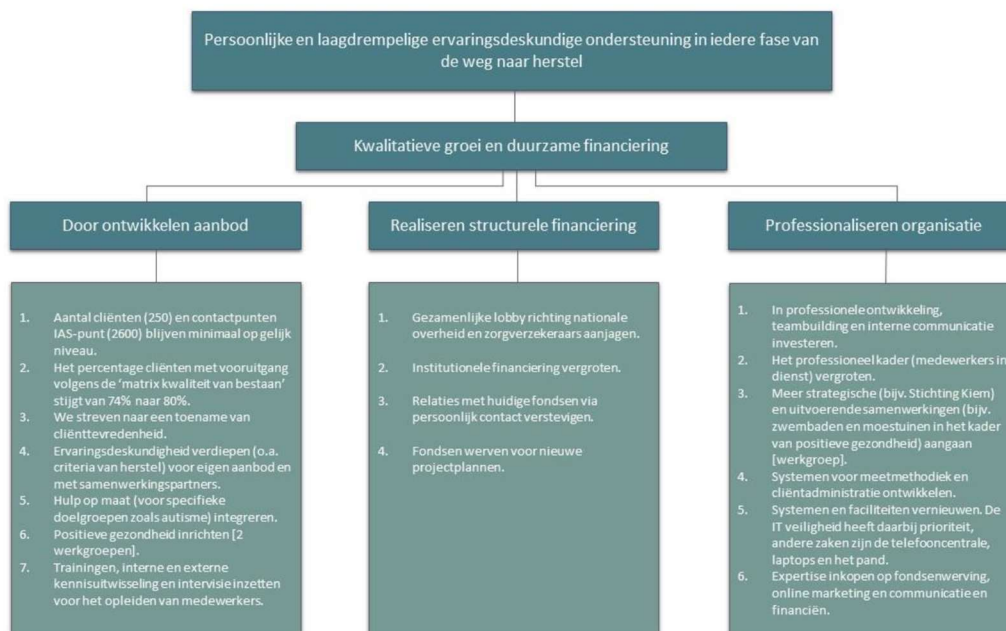 Persoonlijke en laagdrempelige ervaringsdeskundige ondersteuning in iedere fase van
de weg naar herstel
Kwalitatieve groei en duurzame financiering
Door ontwikkelen aanbod
1. Aantal cliënten (250) en contactpunten
IAS-punt (2600) blijven minimaal op gelijk
niveau.
2. Het percentage cliënten met vooruitgang
volgens de ‘matrix kwaliteit van bestaan’
stijgt van 74% naar 80%.
3. We streven naar een toename van
cliënttevredenheid.
4. Ervaringsdeskundigheid verdiepen (o.a.
criteria van herstel) voor eigen aanbod en
met samenwerkingspartners.
5. Hulp op maat (voor specifieke
doelgroepen zoals autisme) integreren.
6. Positieve gezondheid inrichten [2
werkgroepen].
7. Trainingen, interne en externe
kennisuitwisseling en intervisie inzetten
voor het opleiden van medewerkers.
Realiseren structurele financiering
1. Gezamenlijke lobby richting nationale
overheid en zorgverzekeraars aanjagen.
2. Institutionele financiering vergroten.
3. Relaties met huidige fondsen via
persoonlijk contact verstevigen.
4. Fondsen werven voor nieuwe
projectplannen.
Professionaliseren organisatie
1. In professionele ontwikkeling,
teambuilding en interne communicatie
investeren.
2. Het professioneel kader (medewerkers in
dienst) vergroten.
3. Meer strategische (bijv. Stichting Kiem)
en uitvoerende samenwerkingen (bijv.
zwembaden en moestuinen in het kader
van positieve gezondheid) aangaan
[werkgroep].
4. Systemen voor meetmethodiek en
cliëntadministratie ontwikkelen.
5. Systemen en faciliteiten vernieuwen. De
IT veiligheid heeft daarbij prioriteit,
andere zaken zijn de telefooncentrale,
laptops en het pand.
6. Expertise inkopen op fondsenwerving,
online marketing en communicatie en
financiën.